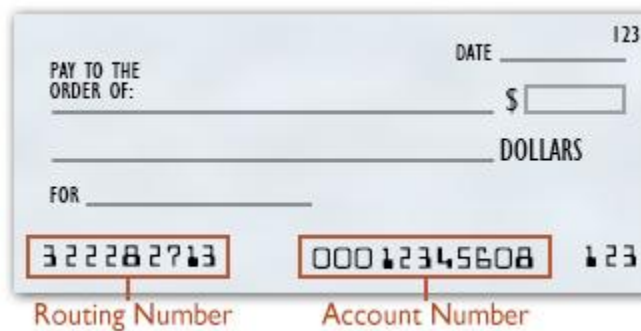 123
DATE
PAY TO THE
ORDER OF:
$
DOLLARS
FOR
322282713 00012345608 123
Routing Number Account Number